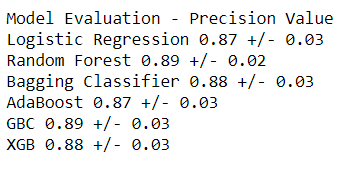 Model Evaluation - Precision Value
Logistic Regression 0.87 +/- 0.03
Random Forest 0.89 +/- 0.02
Bagging Classifier 0.88 +/- 0.03
AdaBoost 0.87 +/- 0.03
GBC 0.89 +/- 0.03
XGB 0.88 +/- 0.03